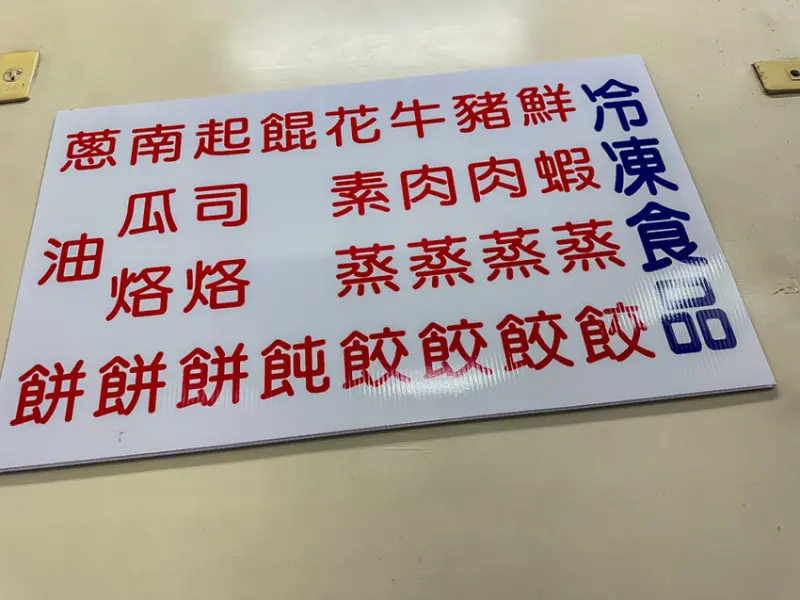 冷凍食品
鮮蝦蒸餃
豬肉蒸餃
牛肉蒸餃
花素蒸餃
餛飩
起司烙餅
南瓜烙餅
蔥油餅